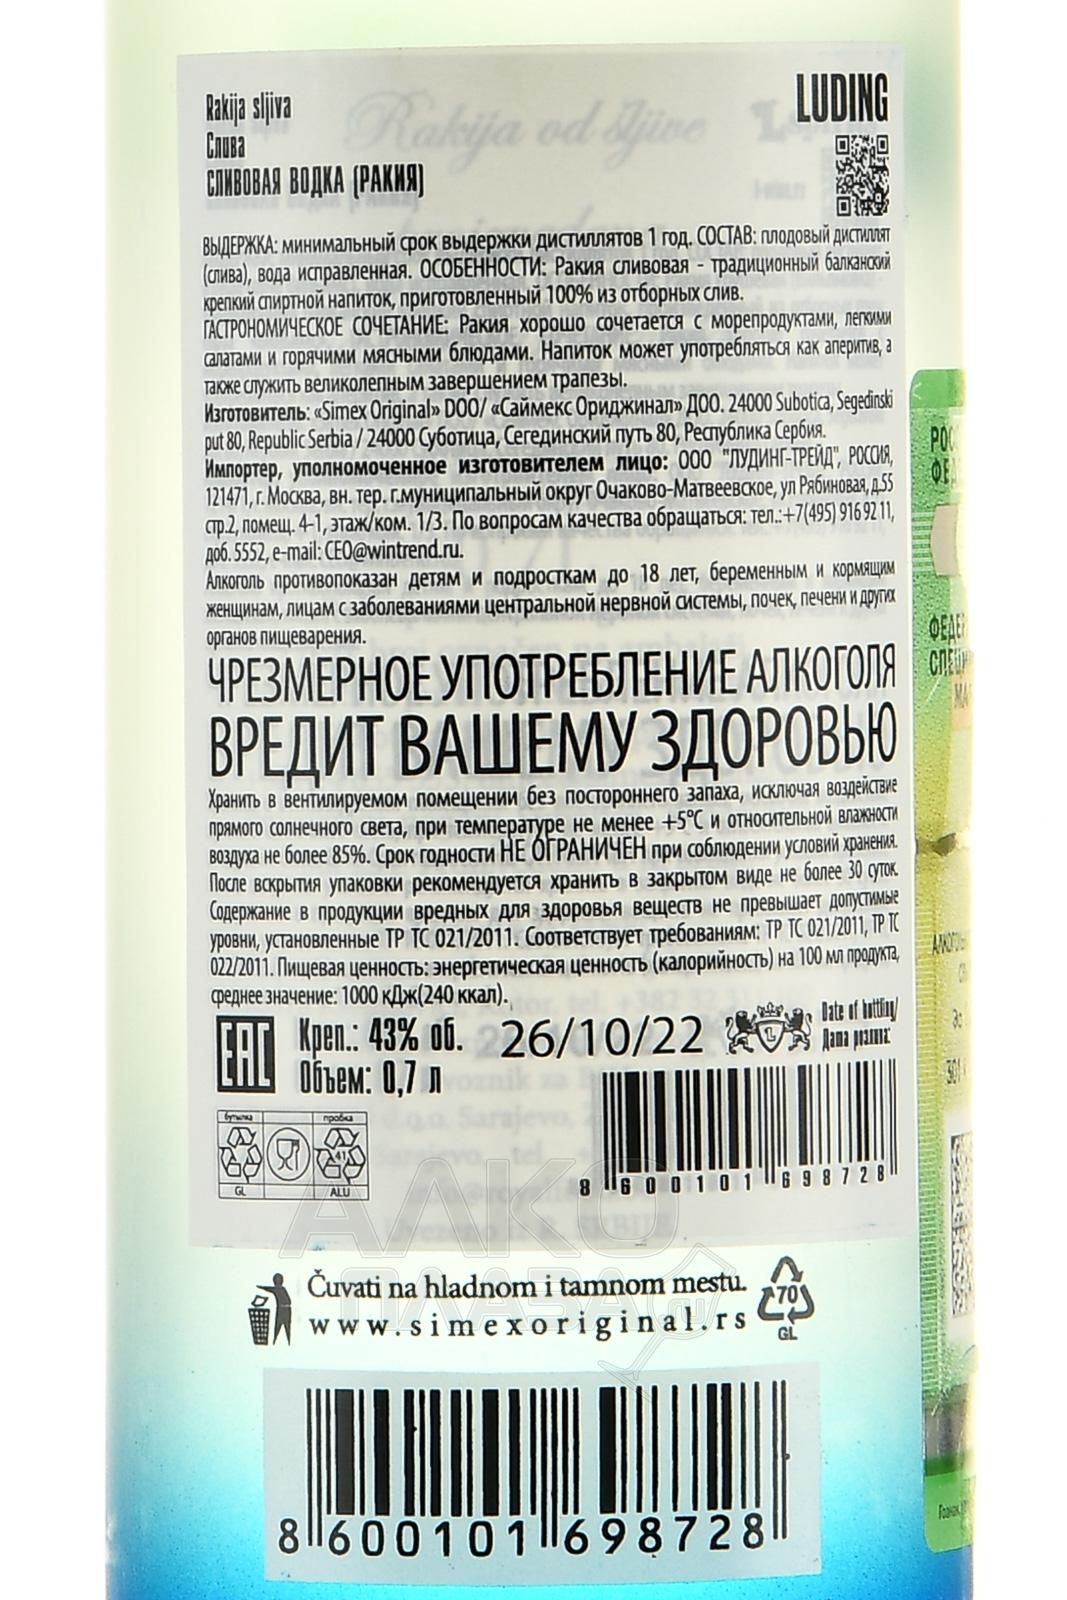 LUDING
Rakija sljiva
Слива
СЛИВОВАЯ ВОДКА (РАКИЯ)
ВЫДЕРЖКА: минимальный срок выдержки дистиллятов 1 год. СОСТАВ: плодовый дистиллят
(слива), вода исправленная. ОСОБЕННОСТИ: Ракия сливовая - традиционный балканский
крепкий спиртной напиток, приготовленный 100% из отборных слив.
ГАСТРОНОМИЧЕСКОЕ СОЧЕТАНИЕ: Ракия хорошо сочетается с морепродуктами, легкими
салатами и горячими мясными блюдами. Напиток может употребляться как аперитив, а
также служить великолепным завершением трапезы.
Изготовитель: «Simex Original» DOO/ «Саймекс Ориджинал» ДОО. 24000 Subotica, Segedinski
put 80, Republic Serbia / 24000 Суботица, Сегединский путь 80, Республика Сербия.
Импортер, уполномоченное изготовителем лицо: ООО "ЛУДИНГ-ТРЕЙД", РОССИЯ,
121471, г. Москва, вн. тер. г.муниципальный округ Очаково-Матвеевское, ул Рябиновая, д.55
стр.2, помещ. 4-1, этаж/ком. 1/3. По вопросам качества обращаться: тел.:+7(495) 916 92 11,
доб. 5552, e-mail: CEO@wintrend.ru.
Алкоголь противопоказан детям и подросткам до 18 лет, беременным и кормящим
женщинам, лицам с заболеваниями центральной нервной системы, почек, печени и других
органов пищеварения.
ЧРЕЗМЕРНОЕ УПОТРЕБЛЕНИЕ АЛКОГОЛЯ
ВРЕДИТ ВАШЕМУ ЗДОРОВЬЮ
Хранить в вентилируемом помещении без постороннего запаха, исключая воздействие
прямого солнечного света, при температуре не менее +5°С и относительной влажности
воздуха не более 85%. Срок годности НЕ ОГРАНИЧЕН при соблюдении условий хранения.
После вскрытия упаковки рекомендуется хранить в закрытом виде не более 30 суток.
Содержание в продукции вредных для здоровья веществ не превышает допустимые
уровни, установленные ТР ТС 021/2011. Соответствует требованиям: ТР ТС 021/2011, ТР ТС
022/2011. Пищевая ценность: энергетическая ценность (калорийность) на 100 мл продукта,
среднее значение: 1000 кДж(240 ккал).
EAC
Креп.: 43% об.
Объем: 0,7 л
26/10/22
Date of bottling/
Дата розлива:
бутылка пробка
41
GL ALU
8 600101 698728
Čuvati na hladnom i tamnom mestu.
www.simexoriginal.rs
70
GL
8 600101 698728
АЛКО
ПЛАЗА.ru